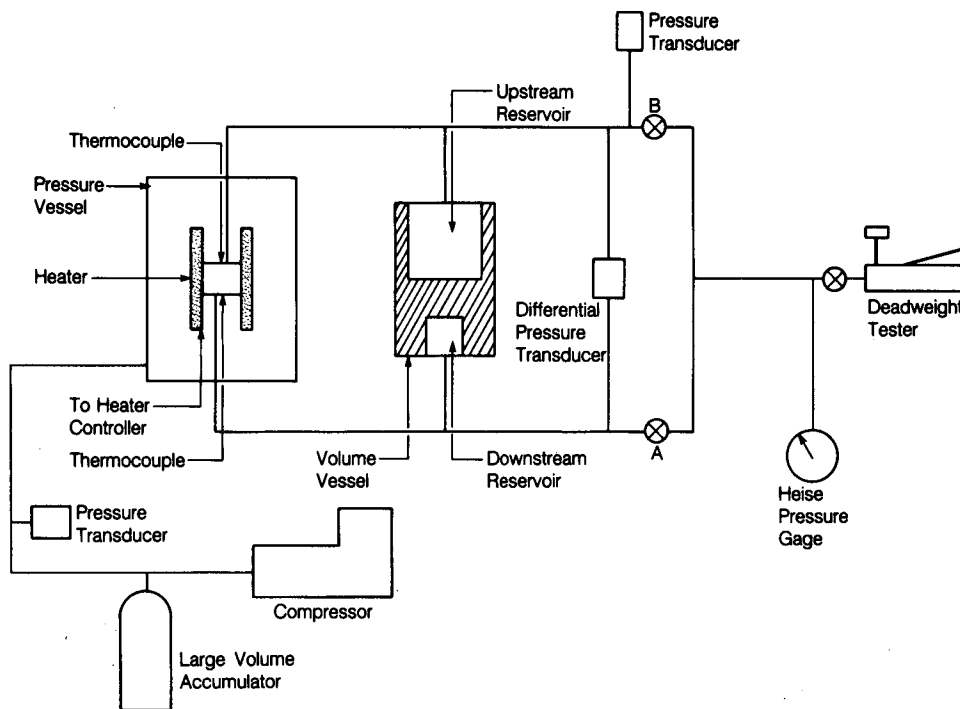 Pressure
Transducer
Upstream
Reservoir
B
Thermocouple
Pressure
Vessel
Heater
Differential
Pressure
Transducer
Deadweight
Tester
To Heater
Controller
Thermocouple
Volume
Vessel
Downstream
Reservoir
A
Heise
Pressure
Gage
Pressure
Transducer
Compressor
Large Volume
Accumulator